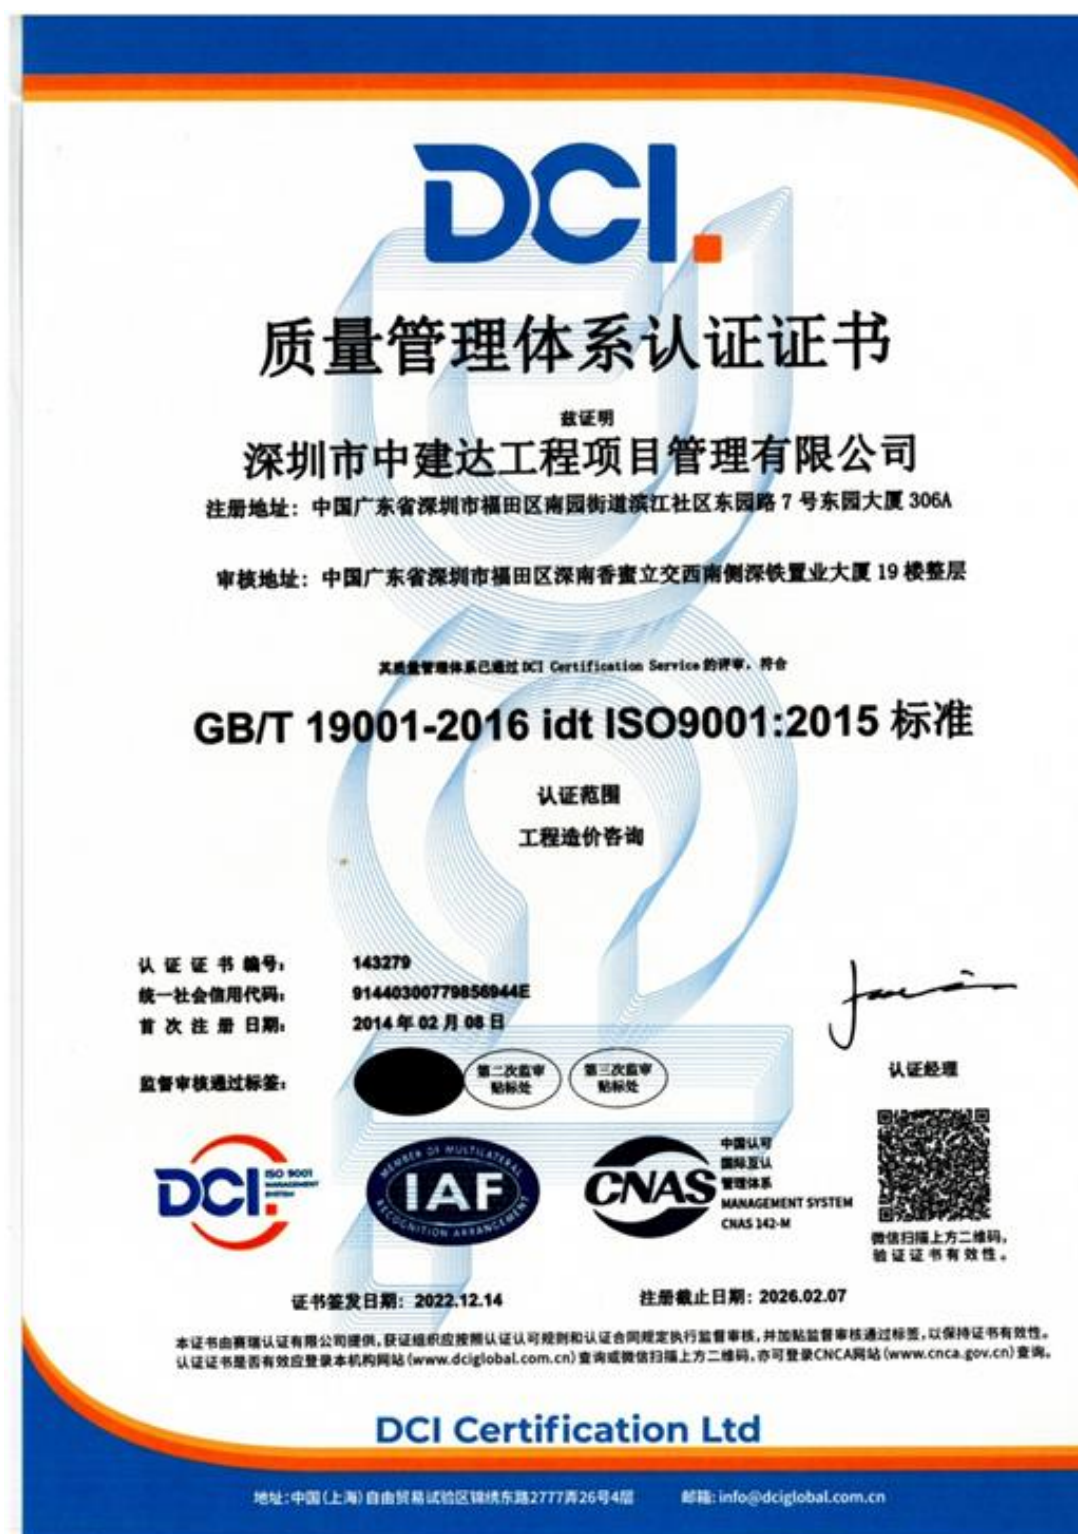 DCI.
质量管理体系认证证书
兹证明
深圳市中建达工程项目管理有限公司
注册地址：中国广东省深圳市福田区南园街道滨江社区东园路 7 号东园大厦 306A
审核地址：中国广东省深圳市福田区深南香蜜立交西南侧深铁置业大厦 19 楼整层
其质量管理体系已通过 DCI Certification Service 的评审，符合
GB/T 19001-2016 idt ISO9001:2015 标准
认证范围
工程造价咨询
认证证书编号： 143279
统一社会信用代码： 91440300779856944E
首次注册日期： 2014 年 02 月 08 日
监督审核通过标签： 第二次监审 贴标处 第三次监审 贴标处
认证经理
DCI. ISO 9001 MANAGEMENT SYSTEM
MEMBER OF MULTILATERAL
IAF
RECOGNITION ARRANGEMENT
CNAS
中国认可
国际互认
管理体系
MANAGEMENT SYSTEM
CNAS 142-M
微信扫描上方二维码，
验证证书有效性。
证书签发日期：2022.12.14 注册截止日期：2026.02.07
本证书由赛瑞认证有限公司提供，获证组织应按照认证认可规则和认证合同规定执行监督审核，并加贴监督审核通过标签，以保持证书有效性。
认证证书是否有效应登录本机构网站（www.dciglobal.com.cn）查询或微信扫描上方二维码，亦可登录CNCA网站（www.cnca.gov.cn）查询。
DCI Certification Ltd
地址：中国（上海）自由贸易试验区锦绣东路2777弄26号4层 邮箱：info@dciglobal.com.cn